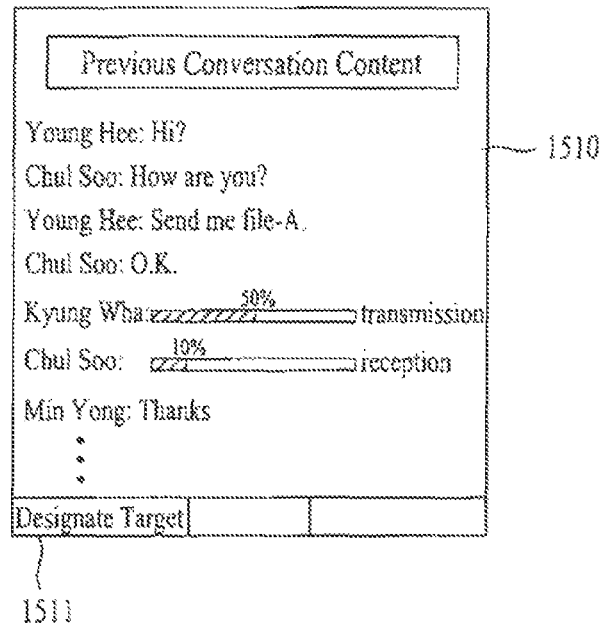 Previous Conversation Content
Young Hee: Hi?
Chul Soo: How are you?
Young Hee: Send me file-A.
Chul Soo: O.K.
Kyung Wha: 50% transmission
Chul Soo: 10% reception
Min Yong: Thanks
Designate Target
1510
1511